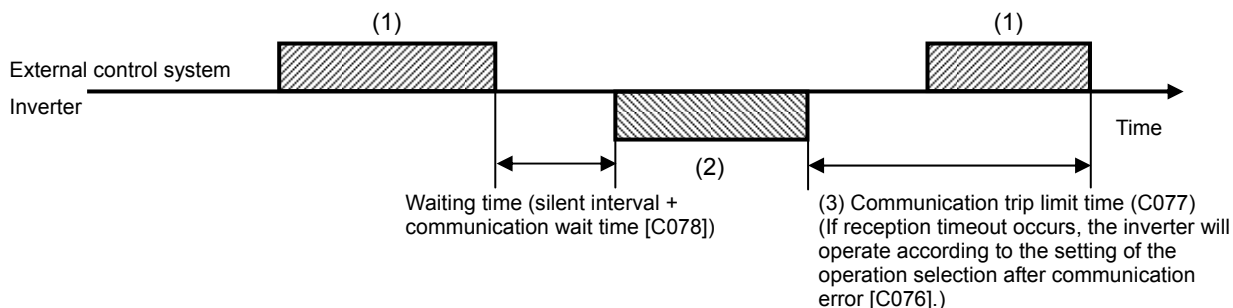 (1)
(1)
External control system
Inverter
Time
(2)
Waiting time (silent interval +
communication wait time [C078])
(3) Communication trip limit time (C077)
(If reception timeout occurs, the inverter will
operate according to the setting of the
operation selection after communication
error [C076].)